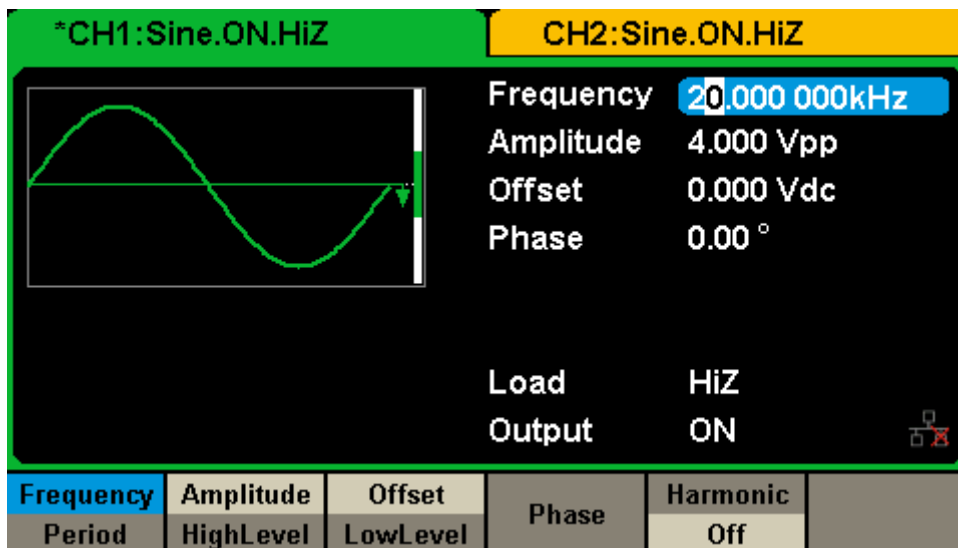 *CH1:Sine.ON.HiZ CH2:Sine.ON.HiZ
Frequency 20.000 000kHz
Amplitude 4.000 Vpp
Offset 0.000 Vdc
Phase 0.00 °
Load HiZ
Output ON
Frequency Amplitude Offset Phase Harmonic
Period HighLevel LowLevel Off